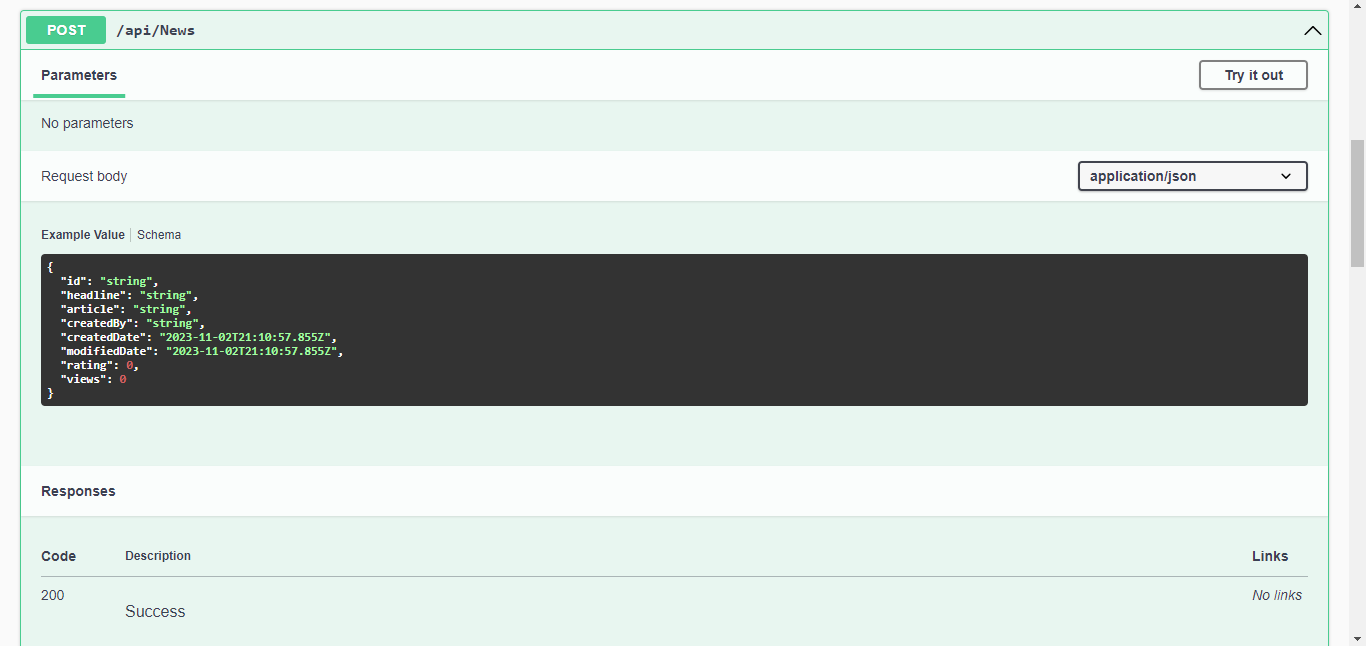 POST /api/News
Parameters
Try it out
No parameters
Request body
application/json
Example Value
Schema
{
  "id": "string",
  "headline": "string",
  "article": "string",
  "createdBy": "string",
  "createdDate": "2023-11-02T21:10:57.855Z",
  "modifiedDate": "2023-11-02T21:10:57.855Z",
  "rating": 0,
  "views": 0
}
Responses
Code Description Links
200 Success No links